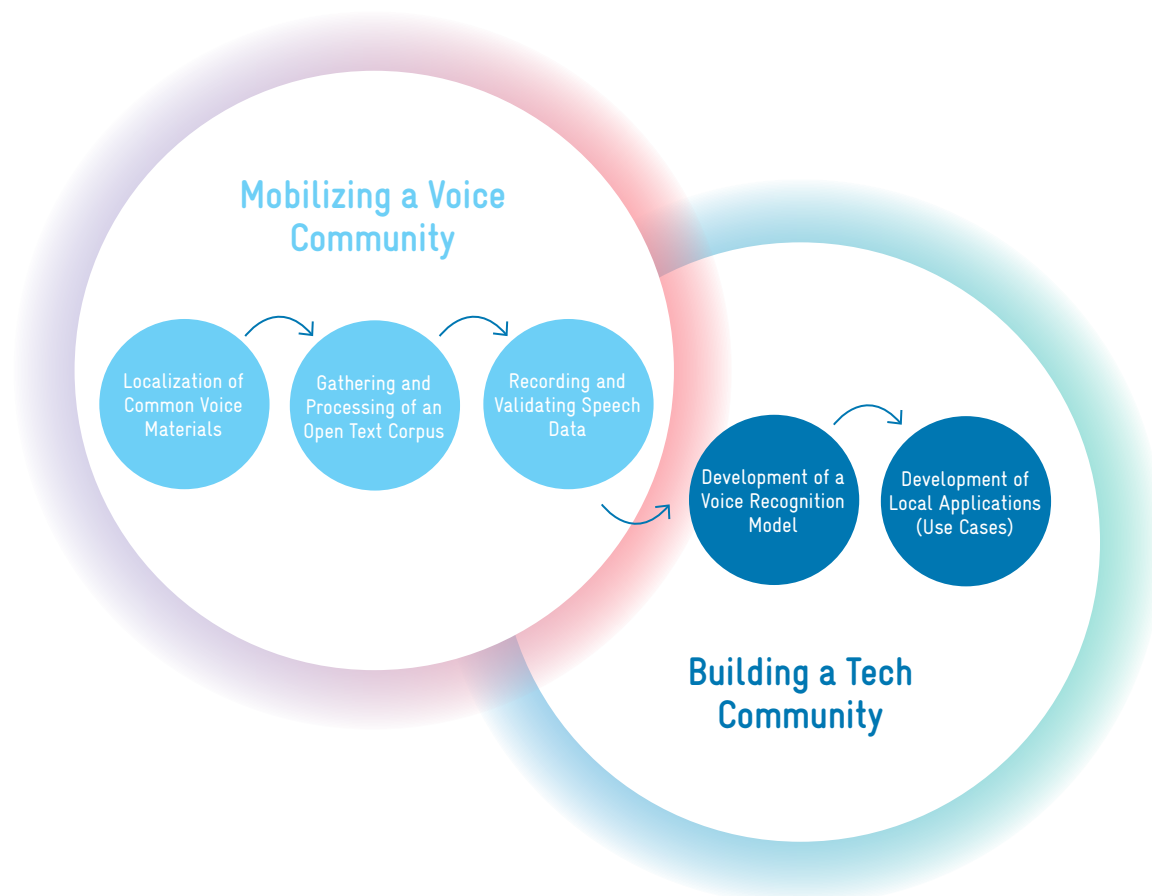 Mobilizing a Voice
Community
Localization of
Common Voice
Materials
Gathering and
Processing of an
Open Text Corpus
Recording and
Validating Speech
Data
Development of a
Voice Recognition
Model
Development of
Local Applications
(Use Cases)
Building a Tech
Community